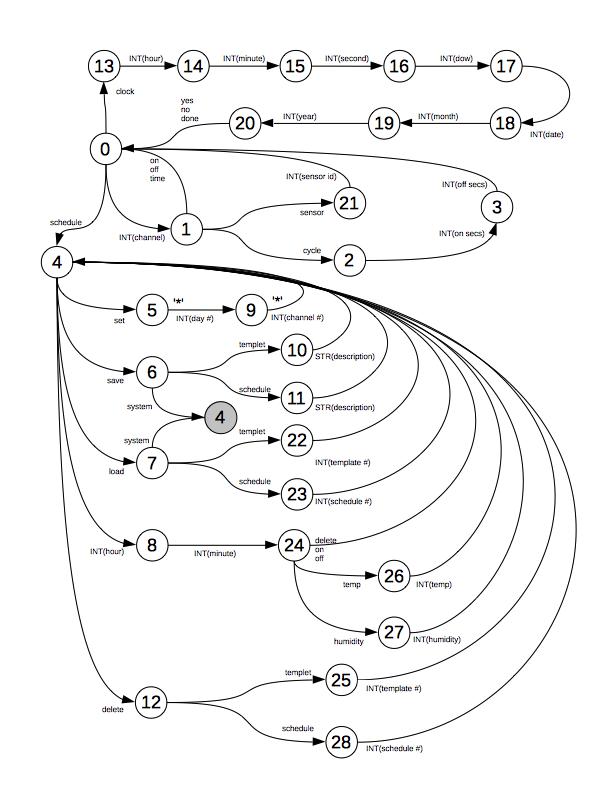 13
INT(hour)
14
INT(minute)
15
INT(second)
16
INT(dow)
17
clock
yes
no
done
20
INT(year)
19
INT(month)
18
INT(date)
0
on
off
time
INT(sensor id)
INT(off secs)
21
sensor
3
schedule
INT(channel)
1
INT(on secs)
cycle
2
4
set
5
'*'
INT(day #)
9
'*'
INT(channel #)
templet
10
STR(description)
save
6
schedule
11
STR(description)
system
4
system
templet
22
INT(template #)
load
7
schedule
23
INT(schedule #)
INT(hour)
8
INT(minute)
24
delete
on
off
temp
26
INT(temp)
humidity
27
INT(humidity)
templet
25
INT(template #)
delete
12
schedule
28
INT(schedule #)